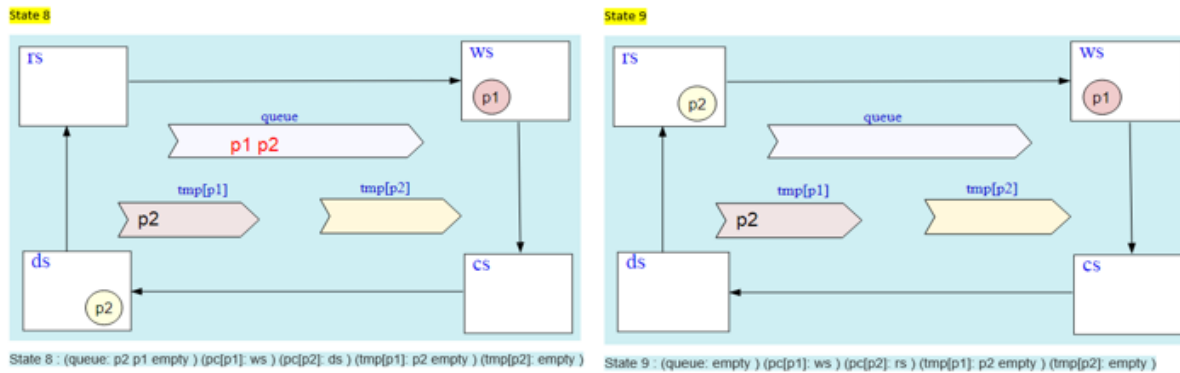 State 8
rs
ws
p1
queue
p1 p2
tmp[p1]
tmp[p2]
p2
ds
cs
p2
State 8 : (queue: p2 p1 empty ) (pc[p1]: ws ) (pc[p2]: ds ) (tmp[p1]: p2 empty ) (tmp[p2]: empty )
State 9
rs
ws
p2
p1
queue
tmp[p1]
tmp[p2]
p2
ds
cs
State 9 : (queue: empty ) (pc[p1]: ws ) (pc[p2]: rs ) (tmp[p1]: p2 empty ) (tmp[p2]: empty )